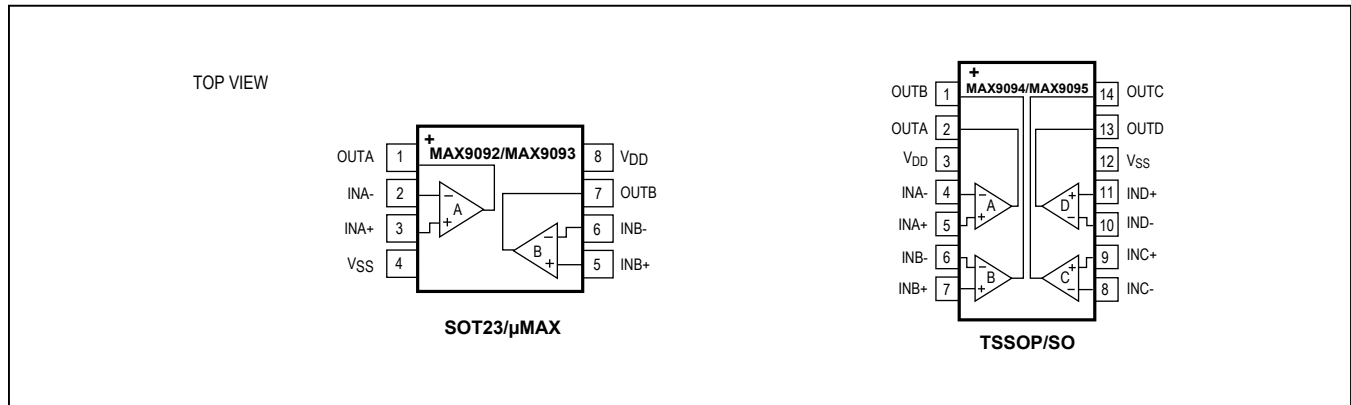 TOP VIEW
+
MAX9092/MAX9093
OUTA 1
8 VDD
INA- 2
7 OUTB
INA+ 3
6 INB-
VSS 4
5 INB+
−
+
A
−
+
B
SOT23/µMAX
+
MAX9094/MAX9095
OUTB 1
14 OUTC
OUTA 2
13 OUTD
VDD 3
12 VSS
INA- 4
11 IND+
INA+ 5
10 IND-
INB- 6
9 INC+
INB+ 7
8 INC-
−
+
A
+
−
D
−
+
B
+
−
C
TSSOP/SO